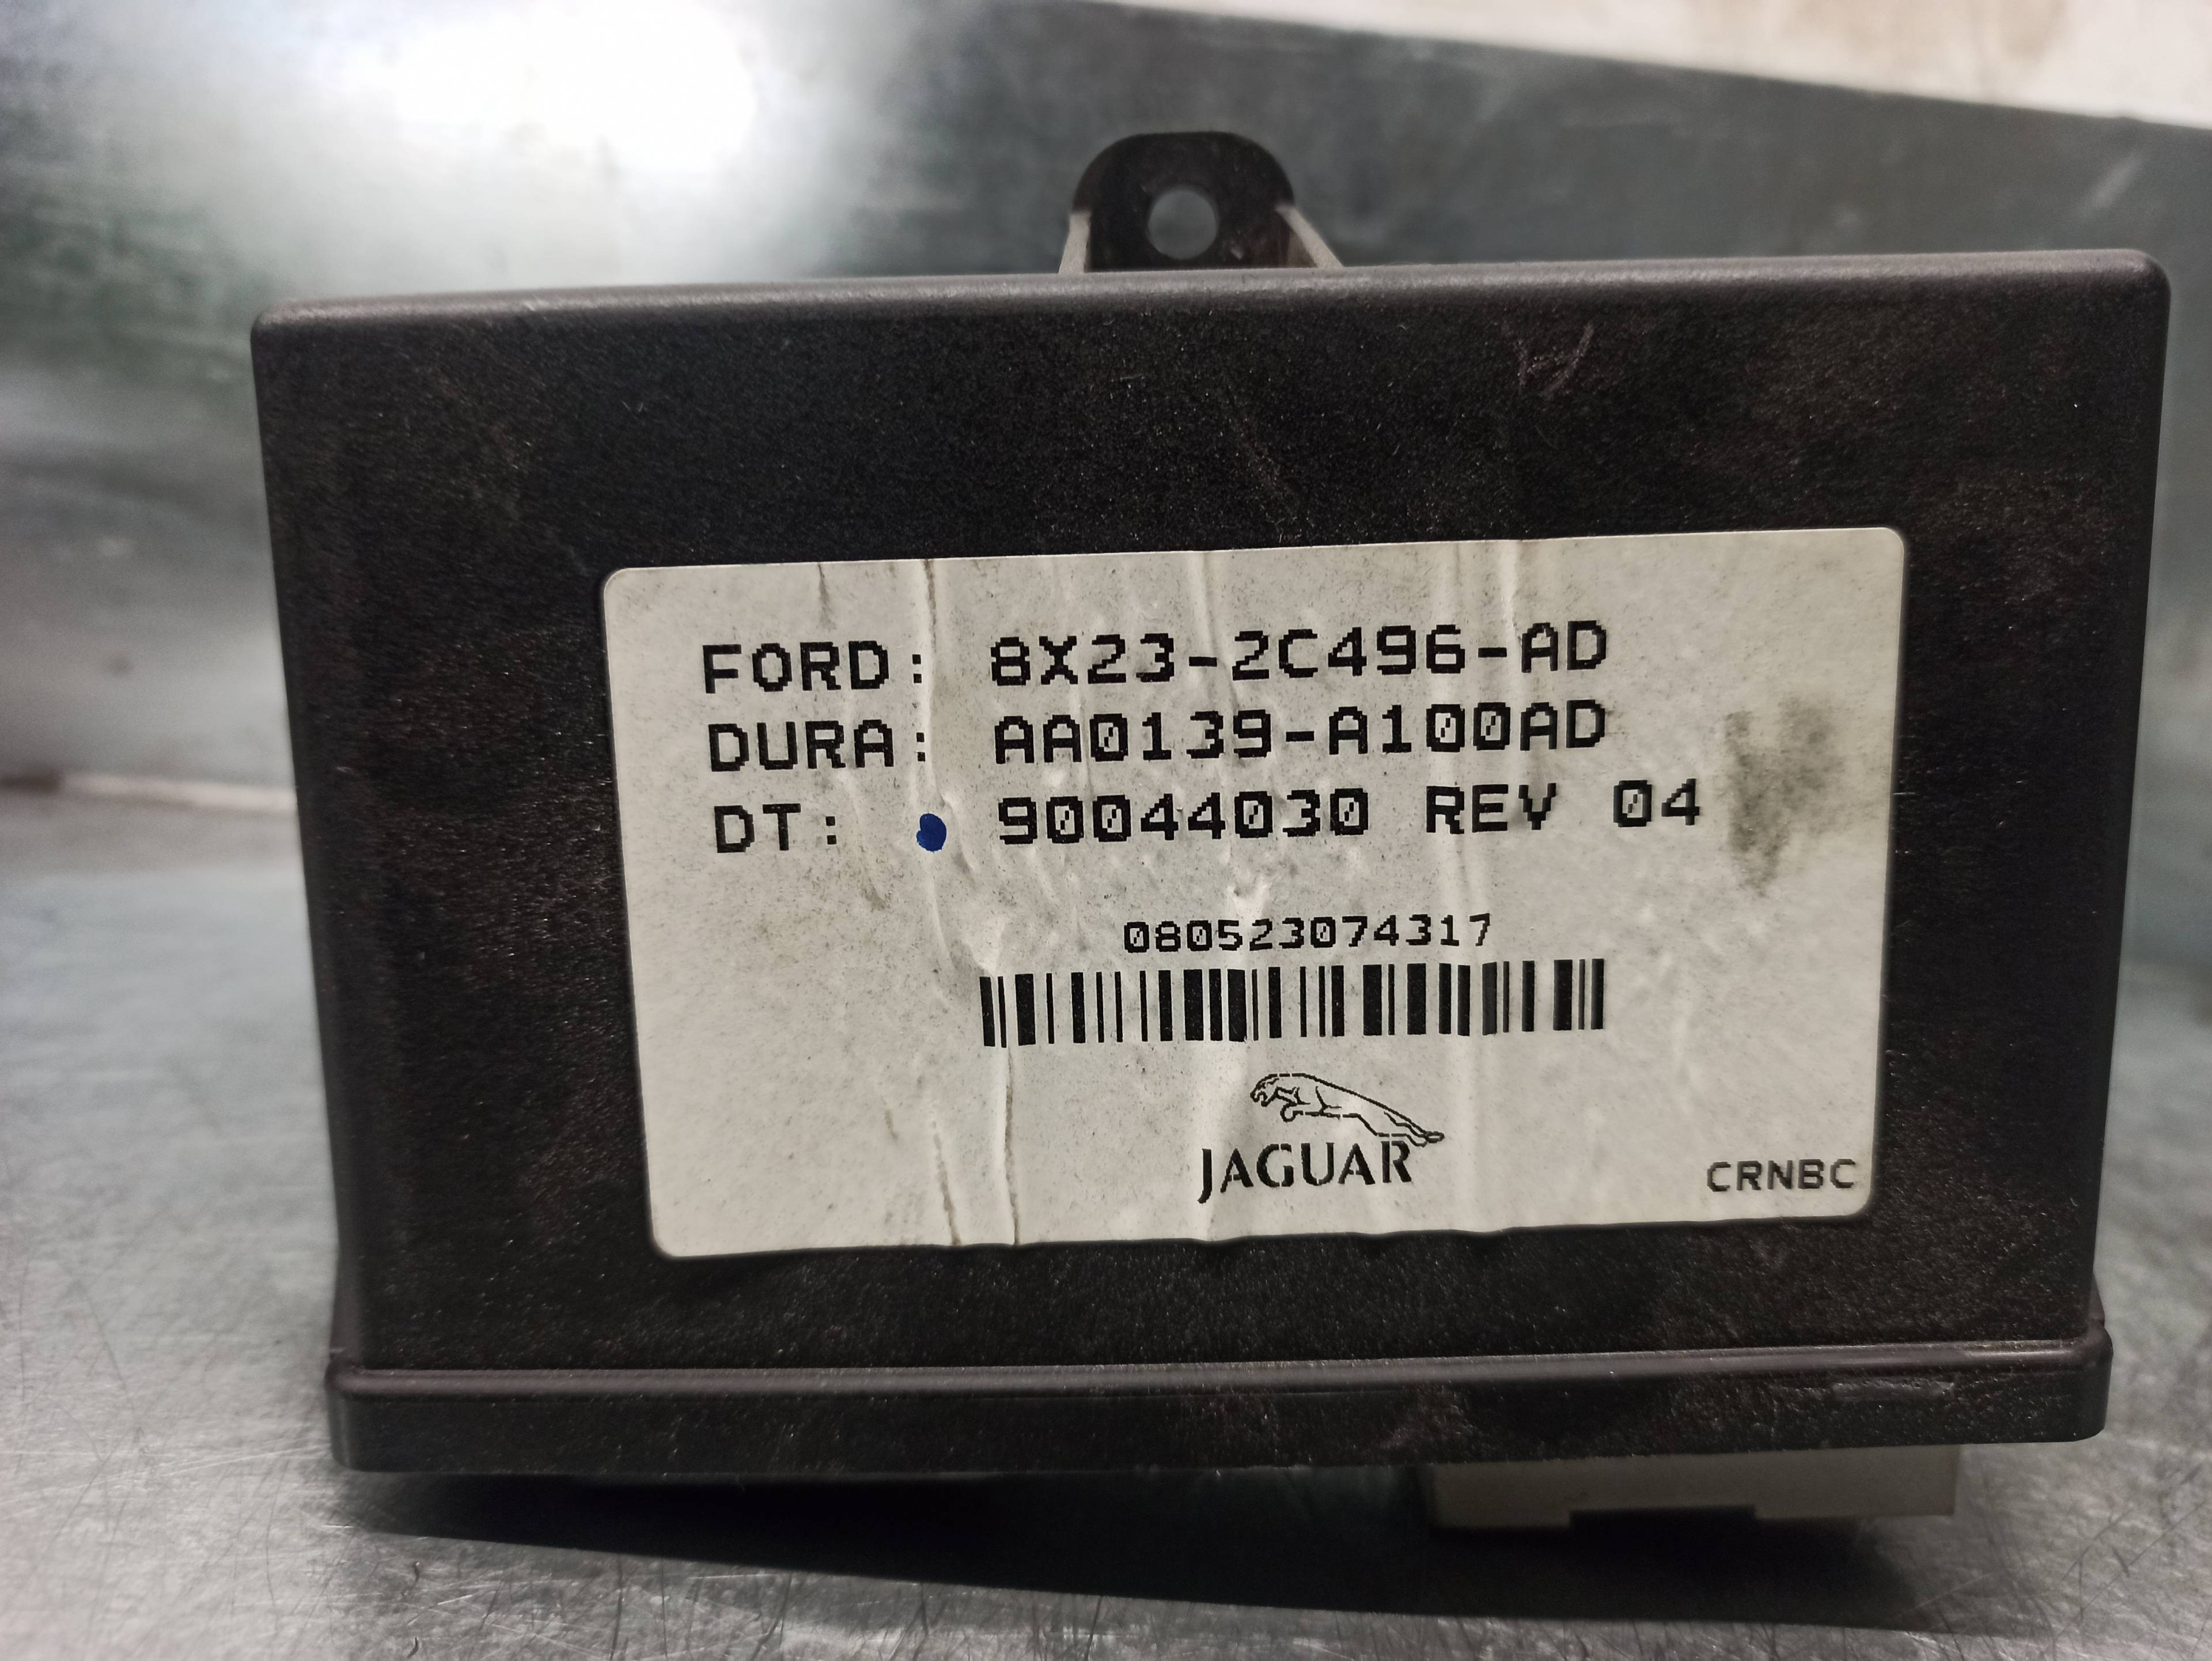 FORD: 8X23-2C496-AD
DURA: AA0139-A100AD
DT: 90044030 REV 04
080523074317
JAGUAR
CRNBC